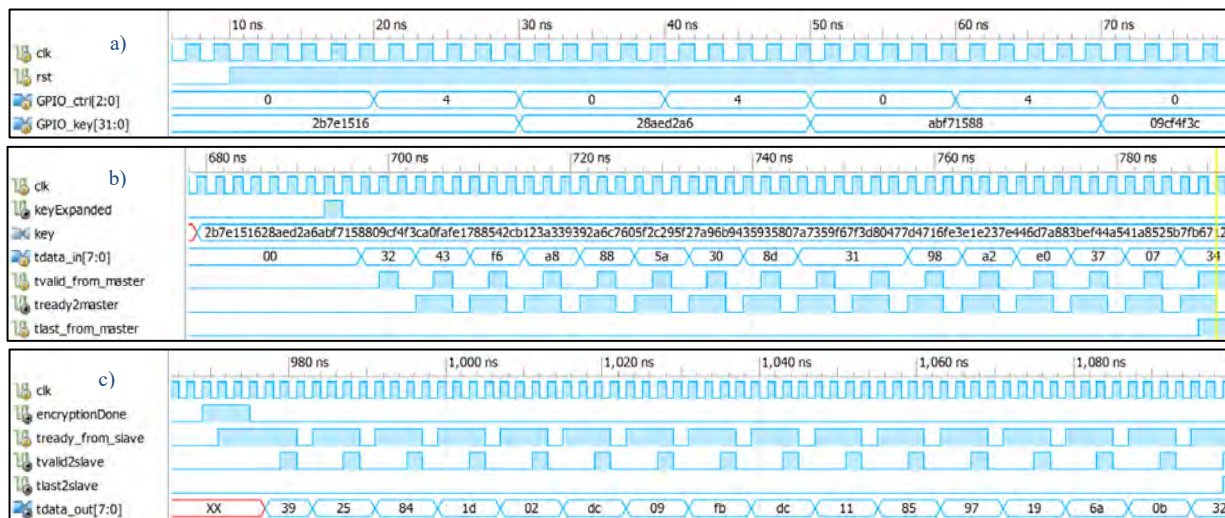 10 ns 20 ns 30 ns 40 ns 50 ns 60 ns 70 ns
a)
clk
rst
GPIO_ctrl[2:0] 0 4 0 4 0 4 0
GPIO_key[31:0] 2b7e1516 28aed2a6 abf71588 09cf4f3c
680 ns 700 ns 720 ns 740 ns 760 ns 780 ns
b)
clk
keyExpanded
key 2b7e151628aed2a6abf7158809cf4f3ca0fafe1788542cb123a339392a6c7605f2c295f27a96b9435935807a7359f67f3d80477d4716fe3e1e237e446d7a883bef44a541a8525b7fb6712
tdata_in[7:0] 00 32 43 f6 a8 88 5a 30 8d 31 98 a2 e0 37 07 34
tvalid_from_master
tready2master
tlast_from_master
980 ns 1,000 ns 1,020 ns 1,040 ns 1,060 ns 1,080 ns
c)
clk
encryptionDone
tready_from_slave
tvalid2slave
tlast2slave
tdata_out[7:0] XX 39 25 84 1d 02 dc 09 fb dc 11 85 97 19 6a 0b 32